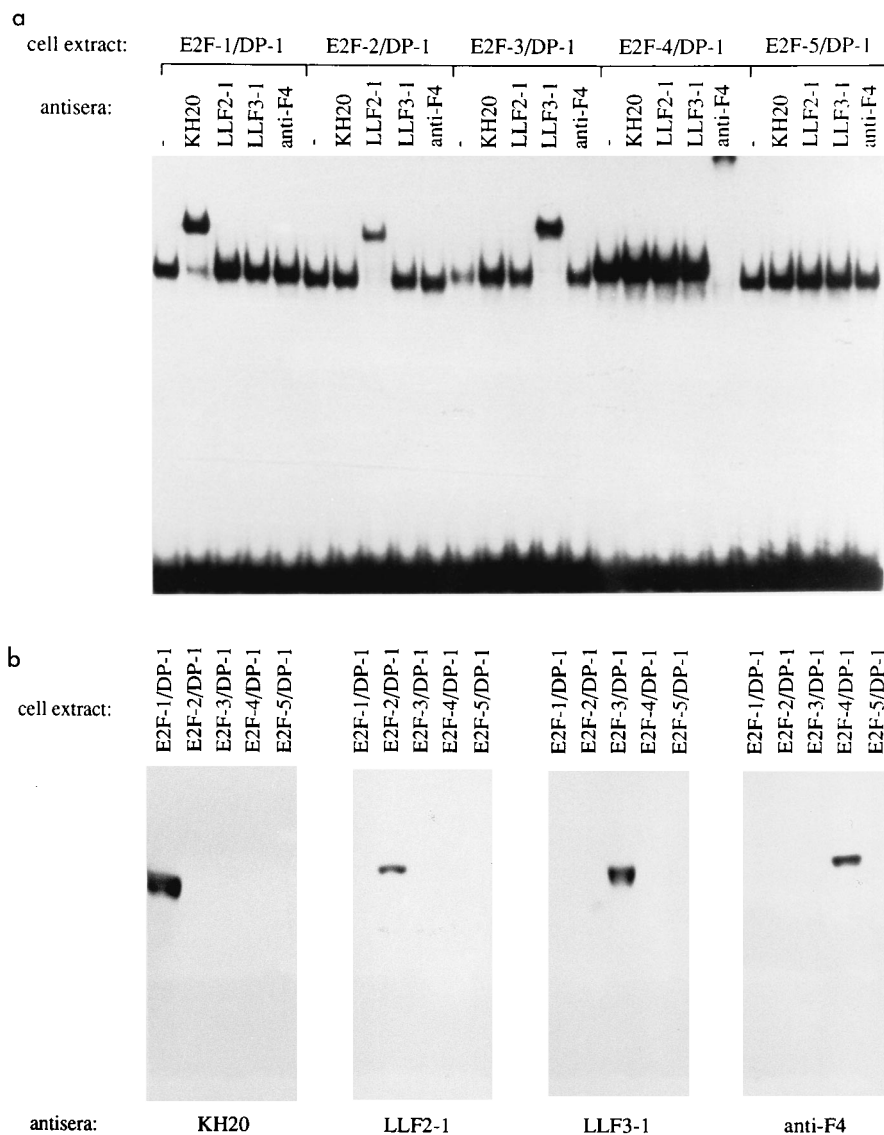 a
cell extract: E2F-1/DP-1 E2F-2/DP-1 E2F-3/DP-1 E2F-4/DP-1 E2F-5/DP-1
antisera: - KH20 LLF2-1 LLF3-1 anti-F4 - KH20 LLF2-1 LLF3-1 anti-F4 - KH20 LLF2-1 LLF3-1 anti-F4 - KH20 LLF2-1 LLF3-1 anti-F4 - KH20 LLF2-1 LLF3-1 anti-F4
b
cell extract: E2F-1/DP-1 E2F-2/DP-1 E2F-3/DP-1 E2F-4/DP-1 E2F-5/DP-1 E2F-1/DP-1 E2F-2/DP-1 E2F-3/DP-1 E2F-4/DP-1 E2F-5/DP-1 E2F-1/DP-1 E2F-2/DP-1 E2F-3/DP-1 E2F-4/DP-1 E2F-5/DP-1 E2F-1/DP-1 E2F-2/DP-1 E2F-3/DP-1 E2F-4/DP-1 E2F-5/DP-1
antisera: KH20 LLF2-1 LLF3-1 anti-F4